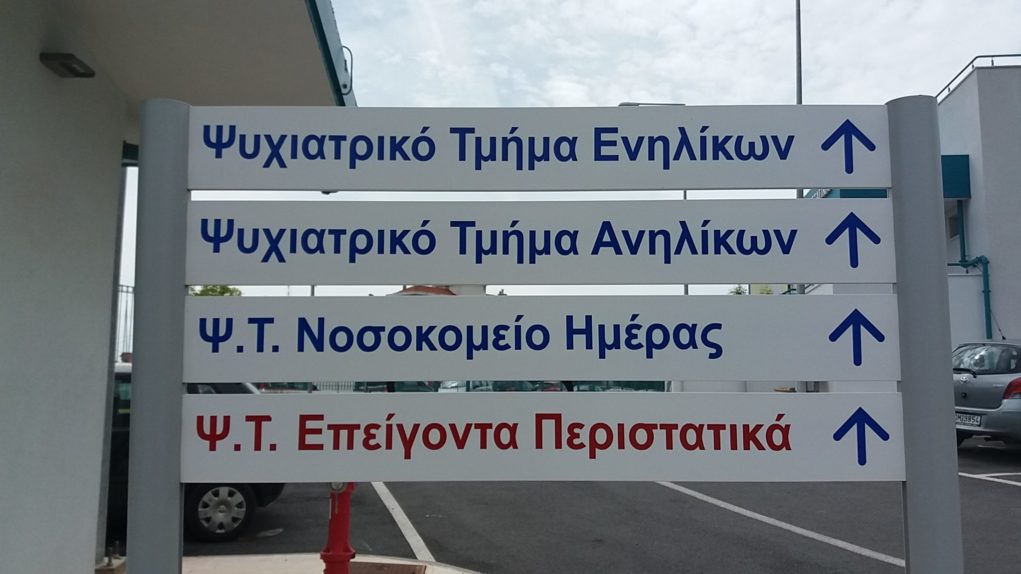 Ψυχιατρικό Τμήμα Ενηλίκων
Ψυχιατρικό Τμήμα Ανηλίκων
Ψ.Τ. Νοσοκομείο Ημέρας
Ψ.Τ. Επείγοντα Περιστατικά